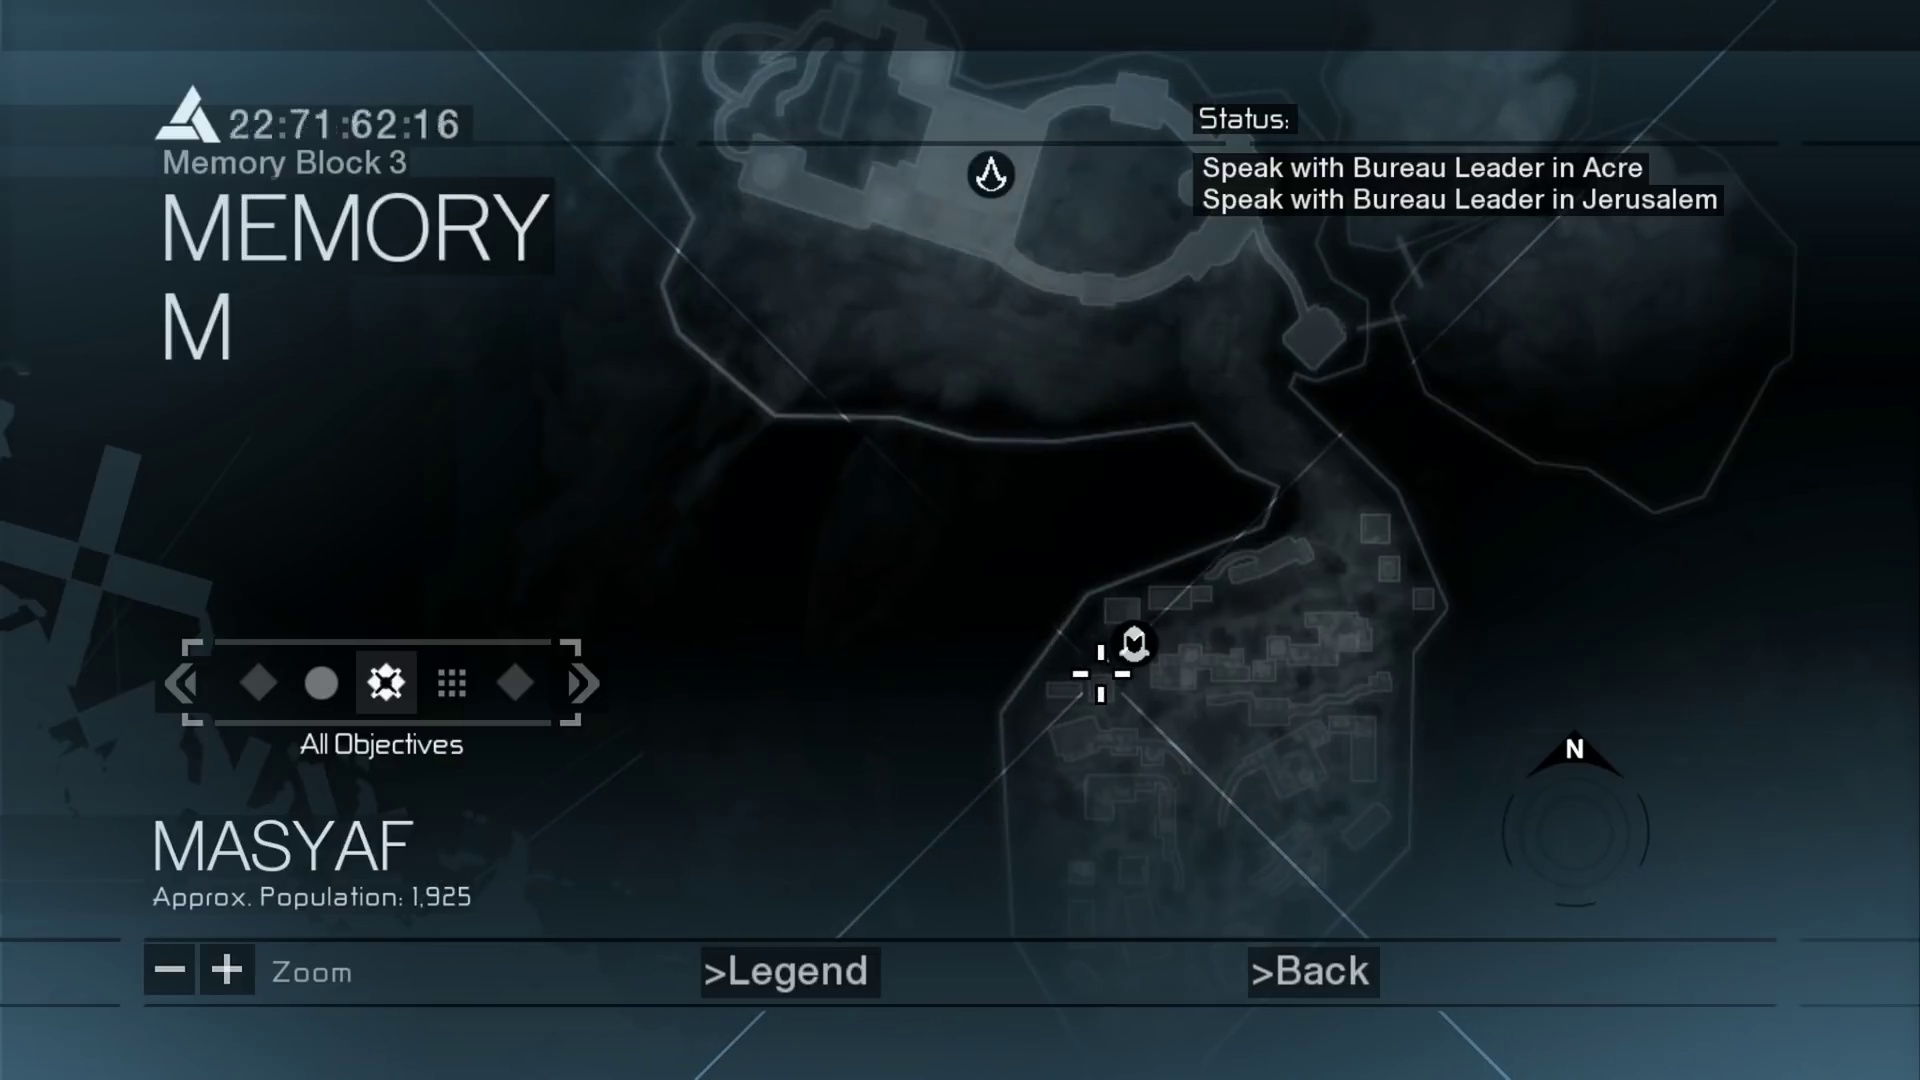 22:71:62:16
Memory Block 3
MEMORY
M
Status:
Speak with Bureau Leader in Acre
Speak with Bureau Leader in Jerusalem
All Objectives
N
MASYAF
Approx. Population: 1,925
Zoom
>Legend
>Back